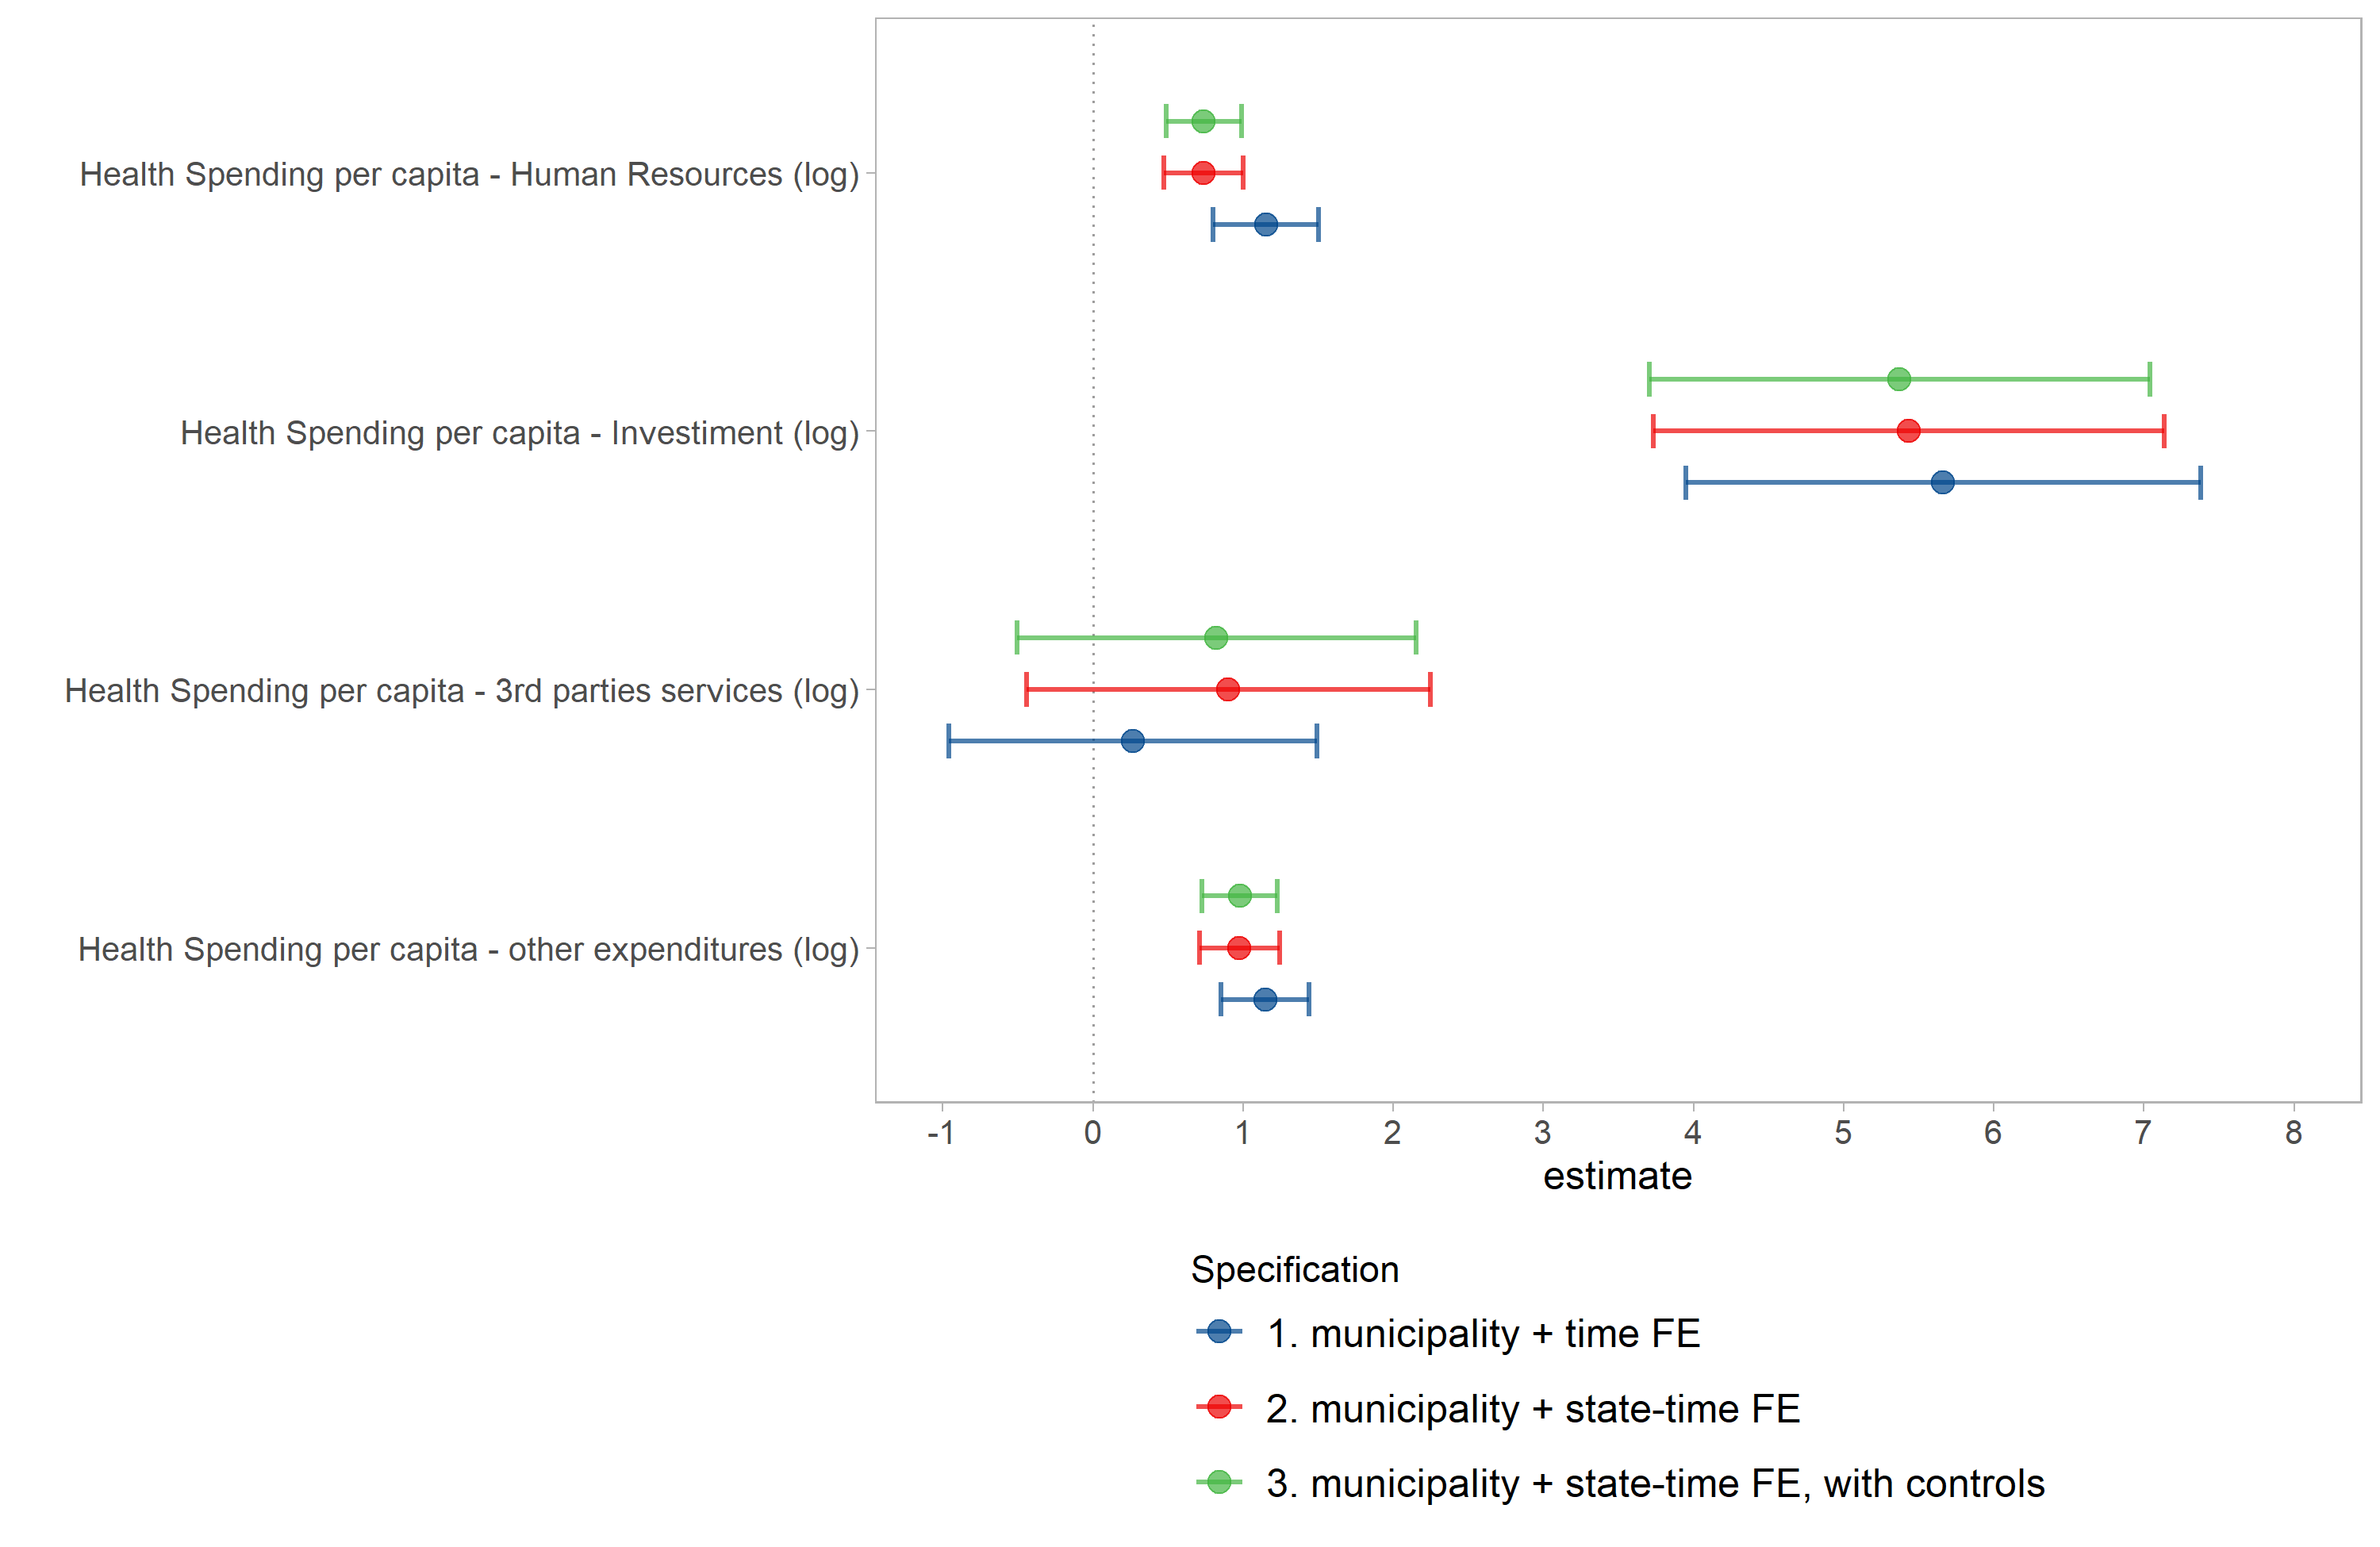 Health Spending per capita - Human Resources (log)
Health Spending per capita - Investiment (log)
Health Spending per capita - 3rd parties services (log)
Health Spending per capita - other expenditures (log)
-1 0 1 2 3 4 5 6 7 8
estimate
Specification
1. municipality + time FE
2. municipality + state-time FE
3. municipality + state-time FE, with controls